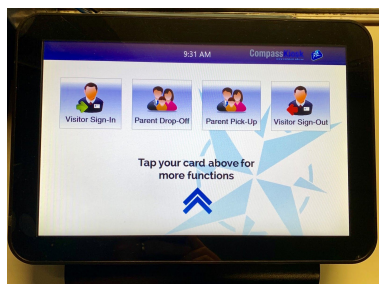 9:31 AM
CompassKiosk
Visitor Sign-In
Parent Drop-Off
Parent Pick-Up
Visitor Sign-Out
Tap your card above for
more functions